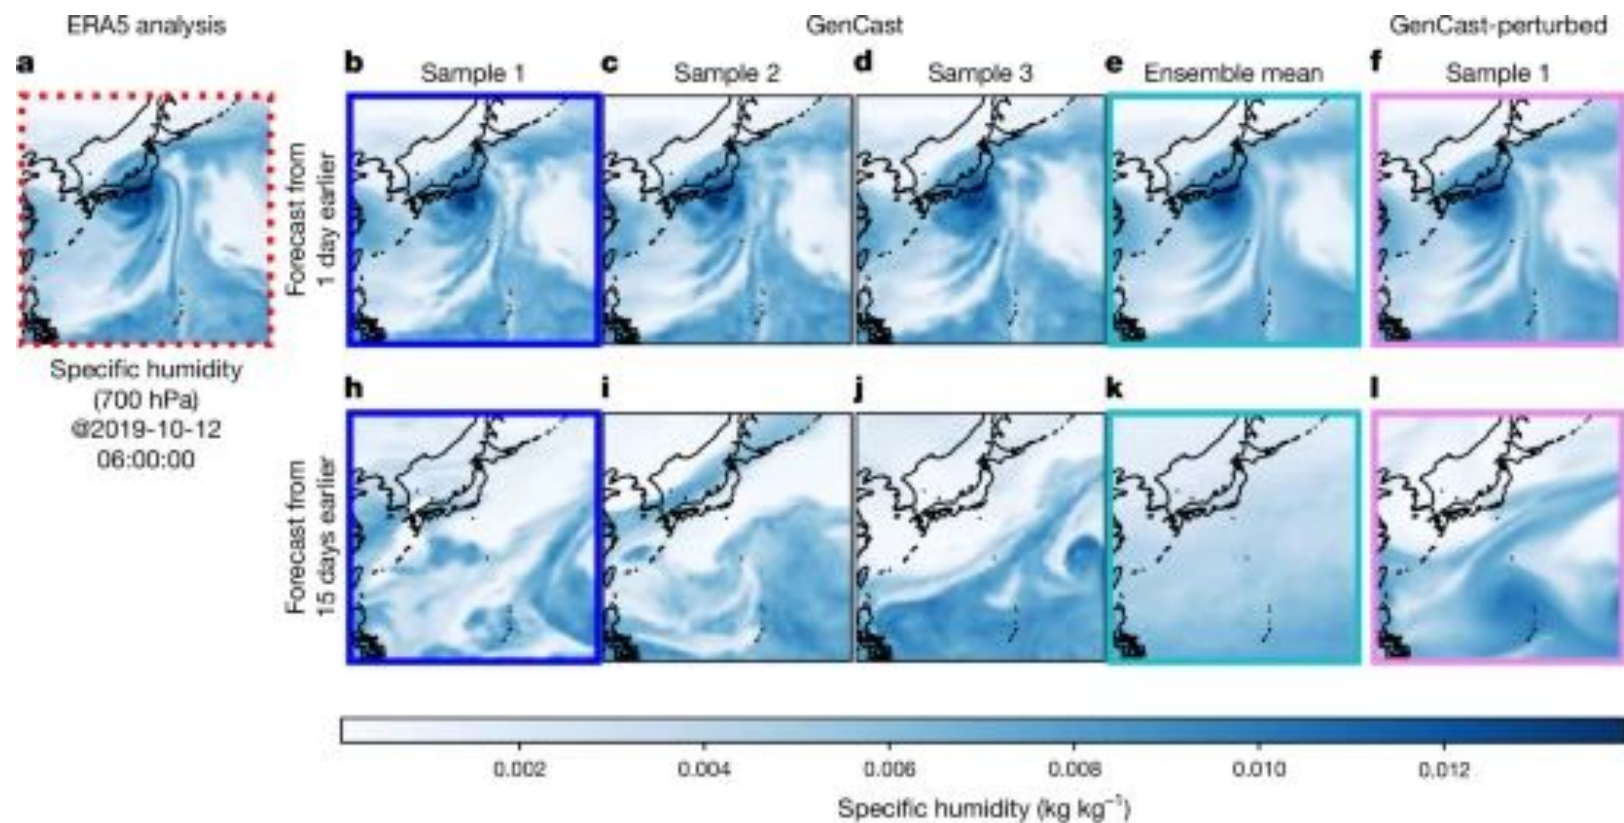 ERA5 analysis
GenCast
GenCast-perturbed
a
b
Sample 1
c
Sample 2
d
Sample 3
e
Ensemble mean
f
Sample 1
Forecast from
1 day earlier
Specific humidity
(700 hPa)
@2019-10-12
06:00:00
h
i
j
k
l
Forecast from
15 days earlier
0.002
0.004
0.006
0.008
0.010
0.012
Specific humidity (kg kg⁻¹)